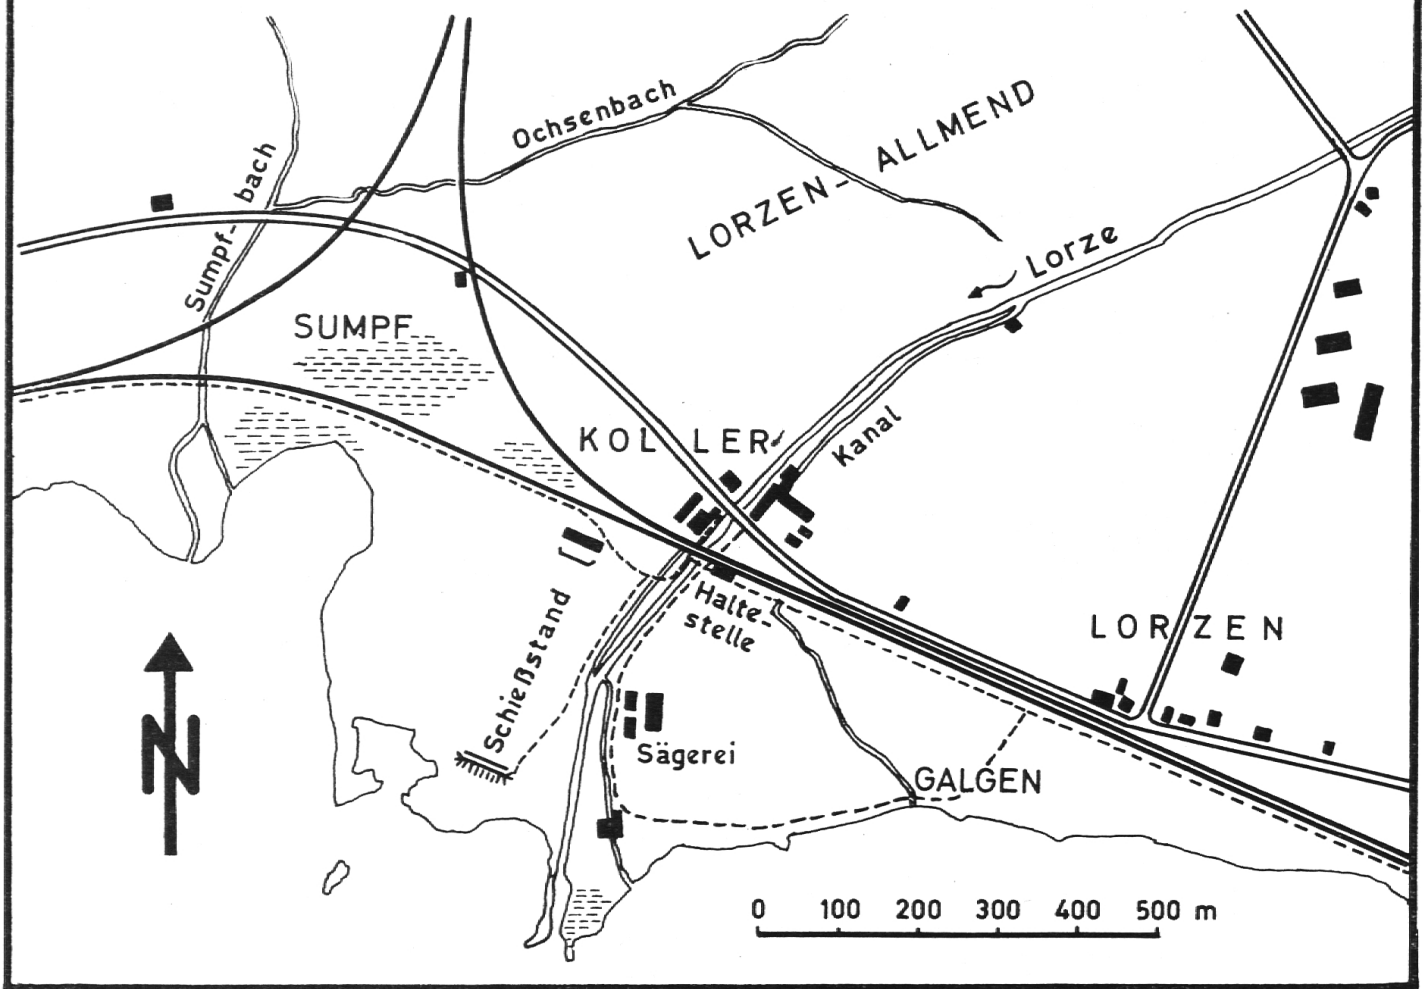 Ochsenbach
LORZEN-ALLMEND
Sumpf-
bach
Lorze
SUMPF
KOLLER
Kanal
Halte-
stelle
Schießstand
LORZEN
Sägerei
GALGEN
N
0 100 200 300 400 500 m